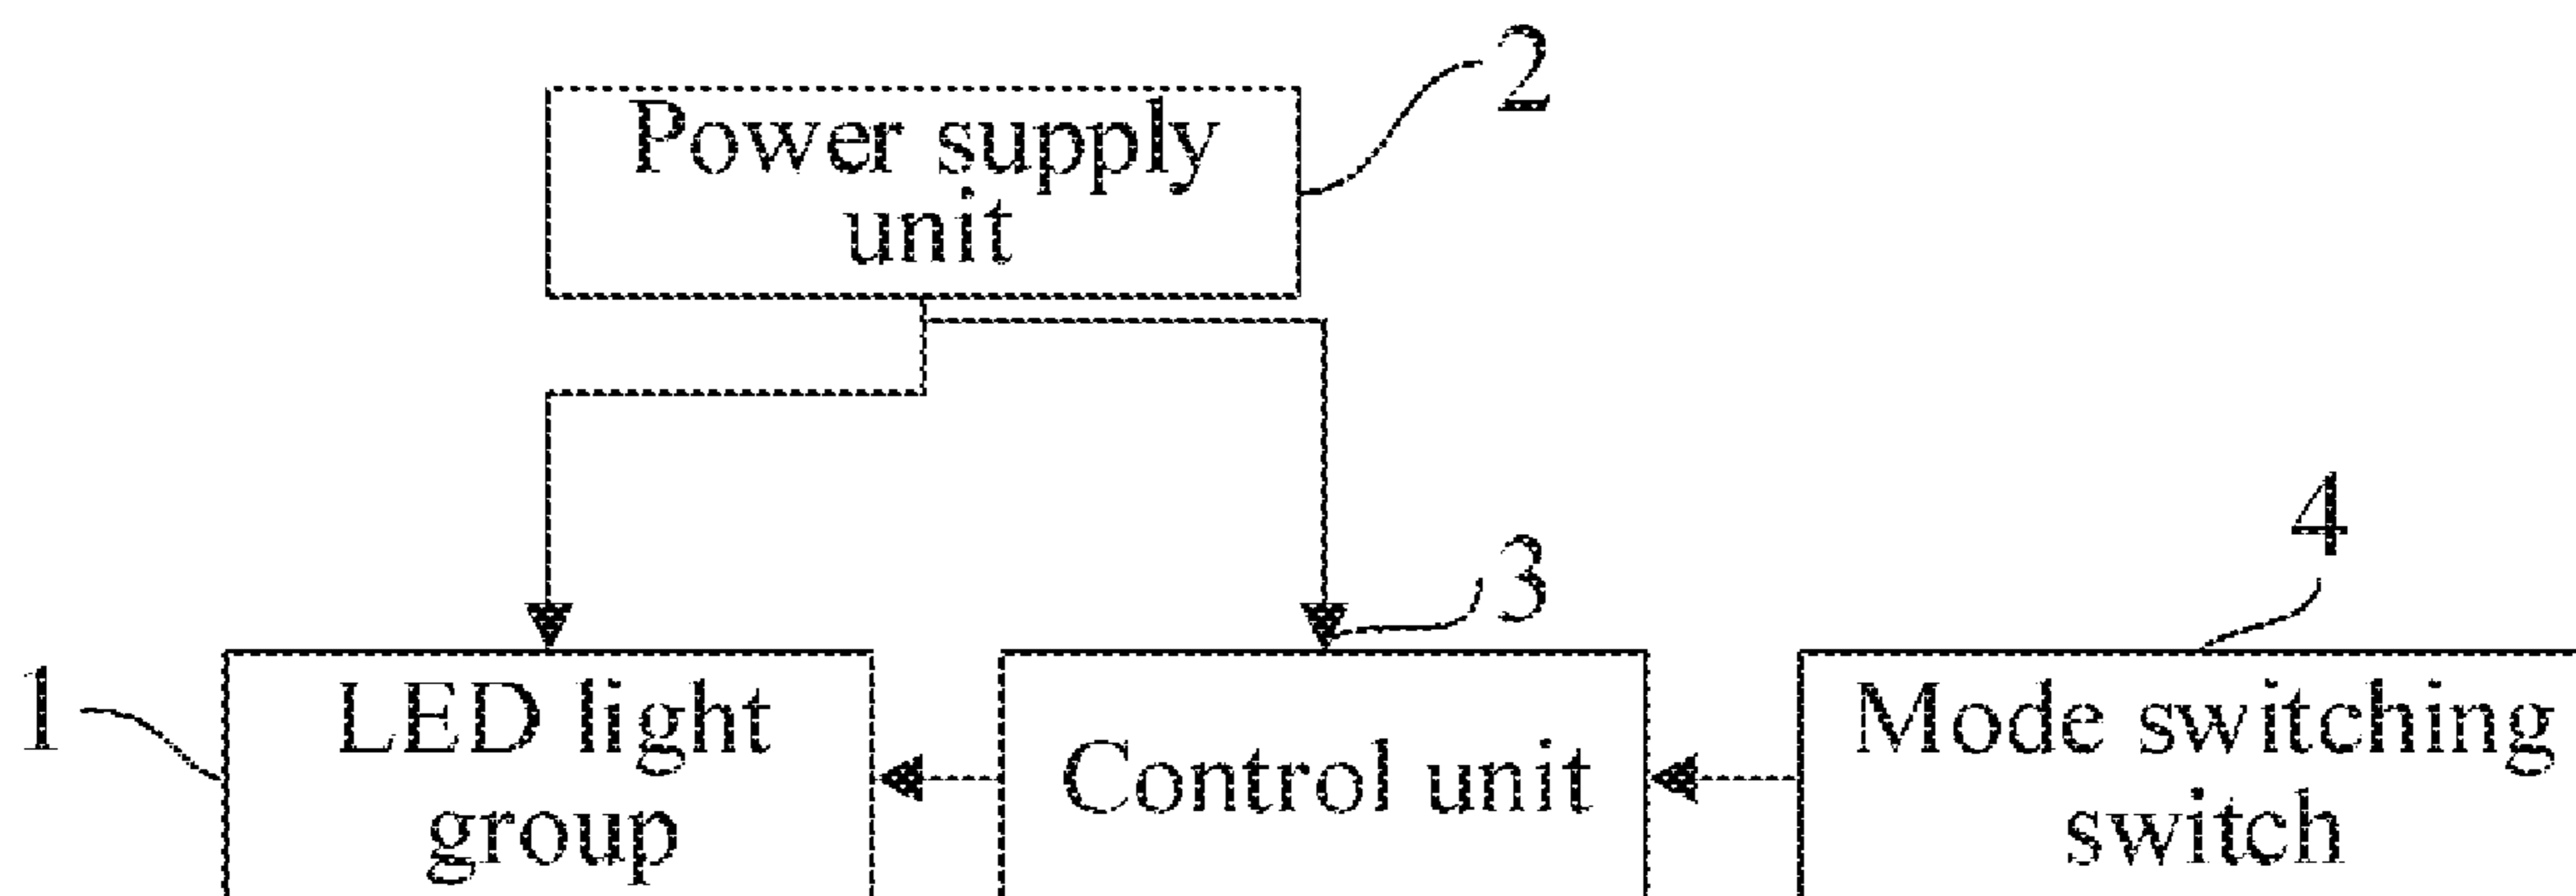 2
Power supply
unit
4
3
1
LED light
group
Control unit
Mode switching
switch